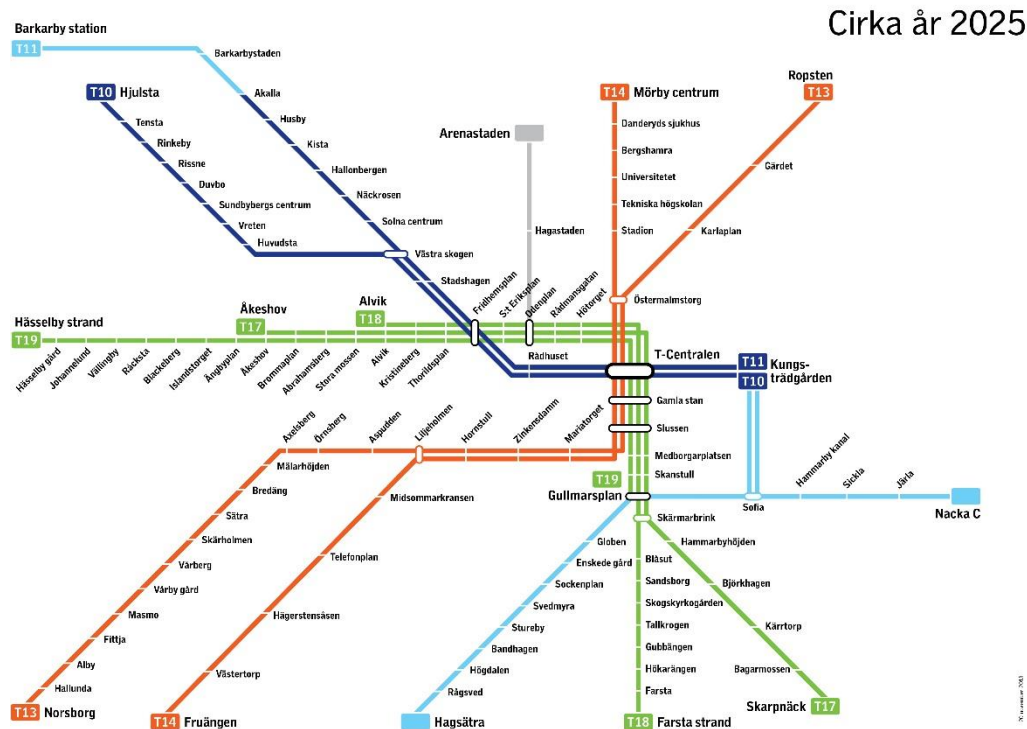 Cirka år 2025
Barkarby station
T11
Barkarbystaden
Akalla
Husby
Kista
Hallonbergen
Näckrosen
Solna centrum
Västra skogen
Stadshagen
T10 Hjulsta
Tensta
Rinkeby
Rissne
Duvbo
Sundbybergs centrum
Vreten
Huvudsta
Arenastaden
Hagastaden
T14 Mörby centrum
Danderyds sjukhus
Bergshamra
Universitetet
Tekniska högskolan
Stadion
Ropsten
T13
Gärdet
Karlaplan
Östermalmstorg
Hässelby strand
T19
Hässelby gård
Johannelund
Vällingby
Råcksta
Blackeberg
Islandstorget
Ängbyplan
Åkeshov
T17
Åkeshov
Brommaplan
Abrahamsberg
Stora mossen
Alvik
T18
Alvik
Kristineberg
Thorildsplan
Fridhemsplan
S:t Eriksplan
Odenplan
Rådmansgatan
Hötorget
Rådhuset
T-Centralen
T11
T10
Kungs-
trädgården
Gamla stan
Slussen
Medborgarplatsen
Skanstull
T19
Gullmarsplan
Skärmarbrink
Sofia
Hammarby kanal
Sickla
Järla
Nacka C
Axelsberg
Örnsberg
Aspudden
Liljeholmen
Hornstull
Zinkensdamm
Mariatorget
Mälarhöjden
Bredäng
Sätra
Skärholmen
Vårberg
Vårby gård
Masmo
Fittja
Alby
Hallunda
T13 Norsborg
Midsommarkransen
Telefonplan
Hägerstensåsen
Västertorp
T14 Fruängen
Globen
Enskede gård
Sockenplan
Svedmyra
Stureby
Bandhagen
Högdalen
Rågsved
Hagsätra
Blåsut
Sandsborg
Skogskyrkogården
Tallkrogen
Gubbängen
Hökarängen
Farsta
T18 Farsta strand
Hammarbyhöjden
Björkhagen
Kärrtorp
Bagarmossen
Skarpnäck T17